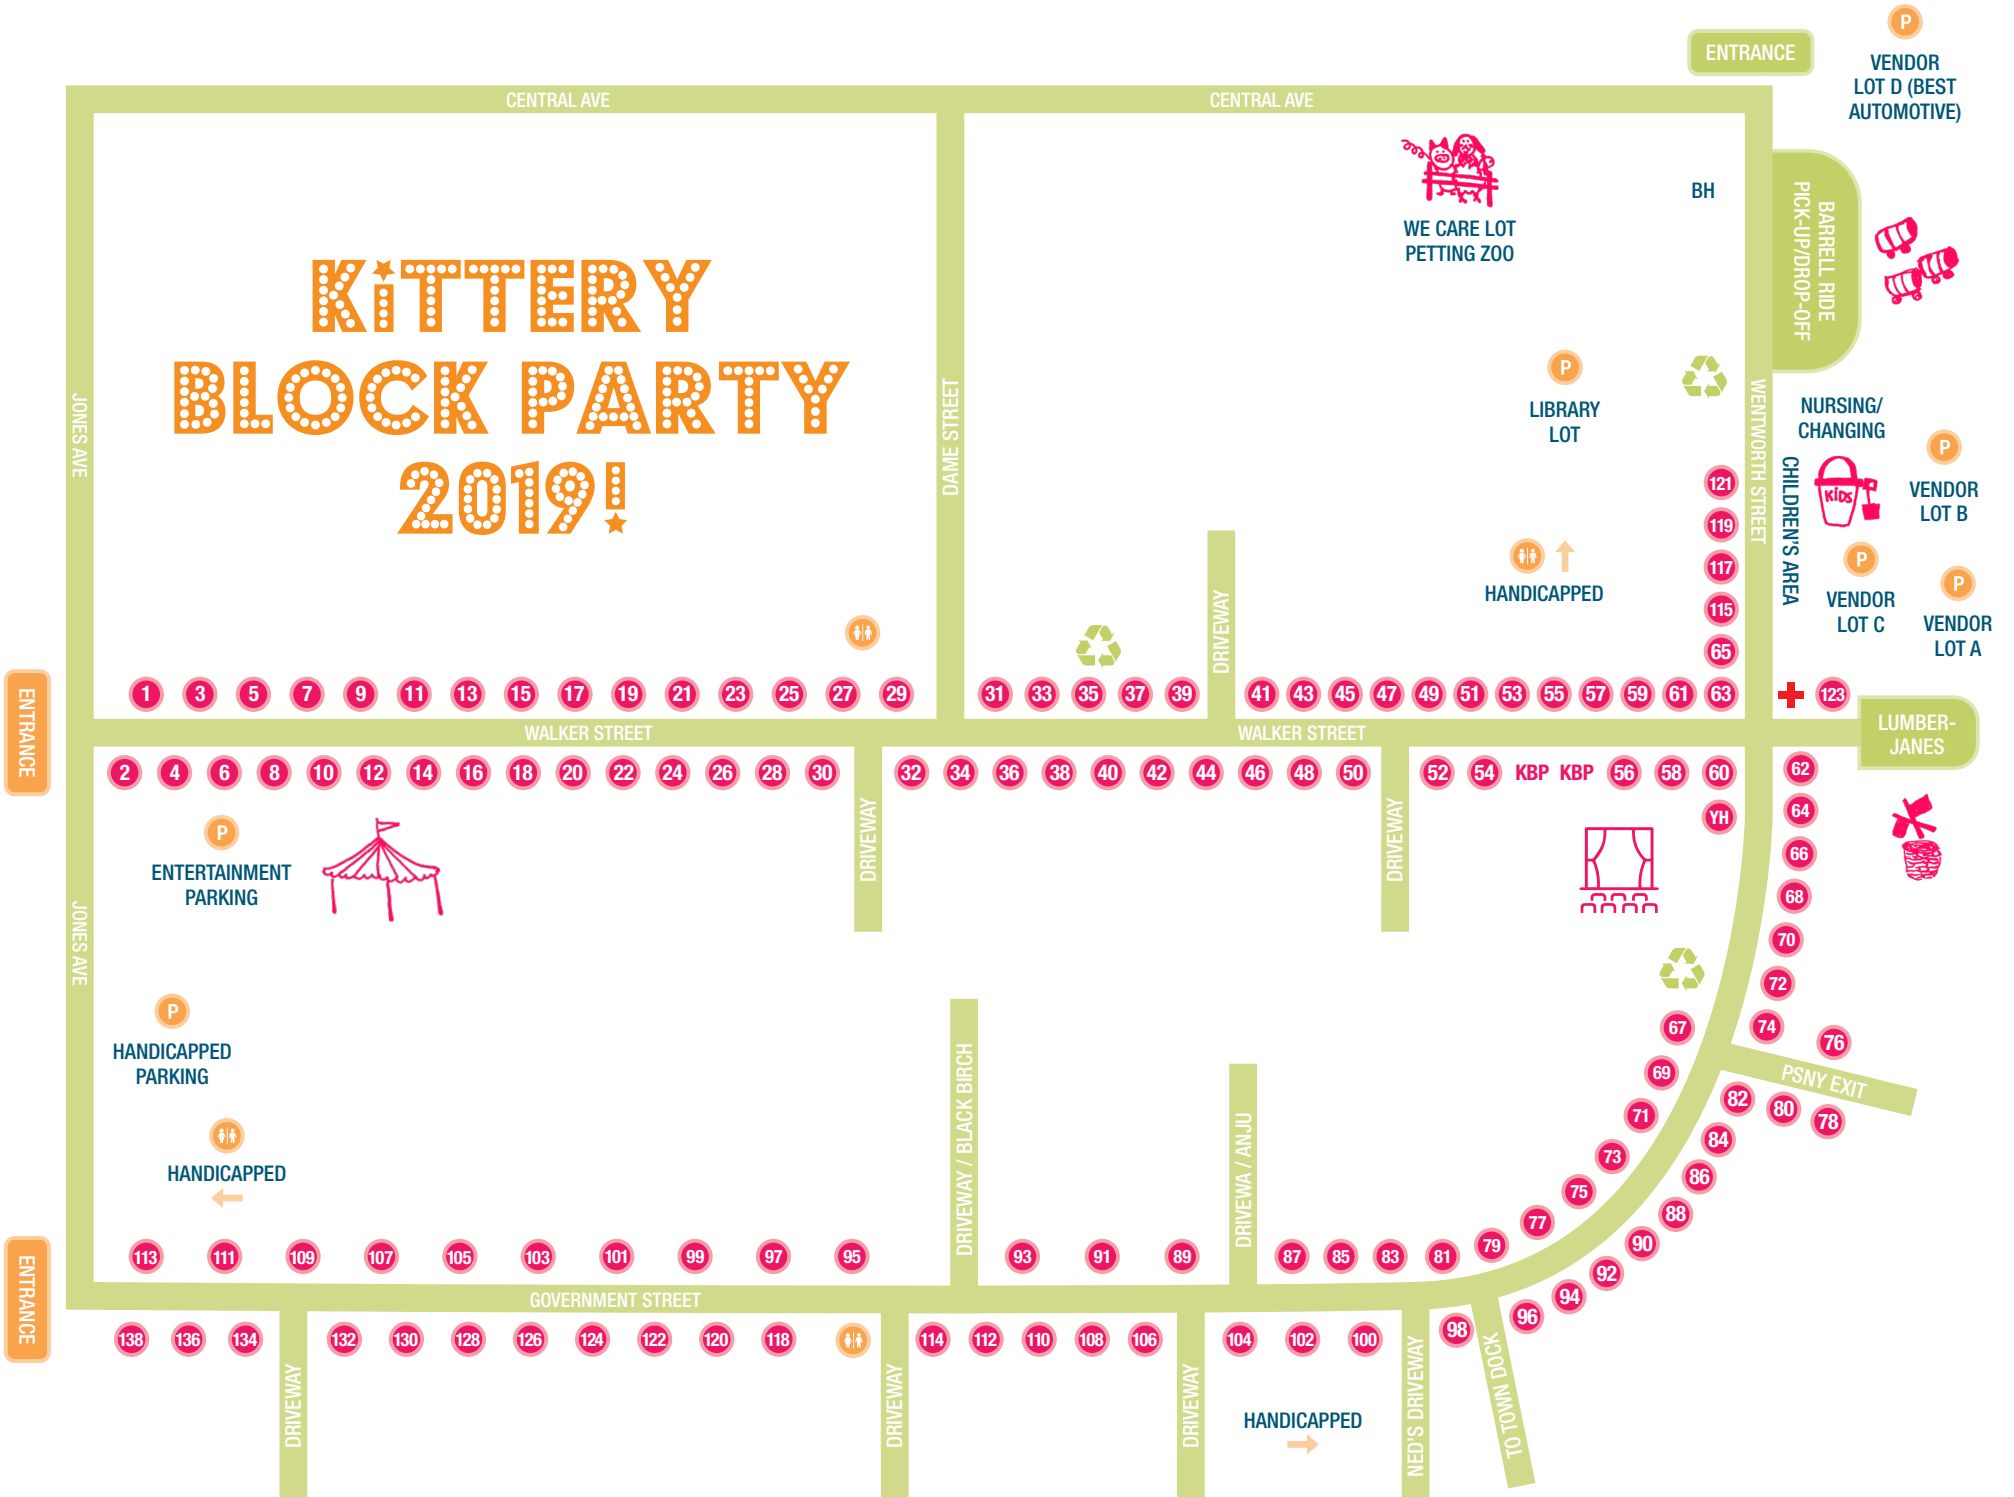 ENTRANCE
P
VENDOR
LOT D (BEST
AUTOMOTIVE)
CENTRAL AVE
CENTRAL AVE
KiTTERY
BLOCK PARTY
2019!
WE CARE LOT
PETTING ZOO
BH
BARRELL RIDE
PICK-UP/DROP-OFF
JONES AVE
DAME STREET
WENTWORTH STREET
P
LIBRARY
LOT
NURSING/
CHANGING
CHILDREN'S AREA
KiDS
P
VENDOR
LOT B
P
VENDOR
LOT C
P
VENDOR
LOT A
HANDICAPPED
DRIVEWAY
121
119
117
115
65
ENTRANCE
1 3 5 7 9 11 13 15 17 19 21 23 25 27 29
31 33 35 37 39
41 43 45 47 49 51 53 55 57 59 61 63
123
WALKER STREET
WALKER STREET
LUMBER-
JANES
2 4 6 8 10 12 14 16 18 20 22 24 26 28 30
32 34 36 38 40 42 44 46 48 50
52 54 KBP KBP 56 58 60
YH
62
64
66
68
70
72
74
76
P
ENTERTAINMENT
PARKING
DRIVEWAY
DRIVEWAY
JONES AVE
P
HANDICAPPED
PARKING
HANDICAPPED
DRIVEWAY / BLACK BIRCH
DRIVEWA / ANJU
PSNY EXIT
67
69
71
73
75
77
79
82 80 78
84
86
88
90
92
94
96
98
ENTRANCE
113 111 109 107 105 103 101 99 97 95
93 91 89
87 85 83 81
GOVERNMENT STREET
138 136 134
132 130 128 126 124 122 120 118
114 112 110 108 106
104 102 100
DRIVEWAY
DRIVEWAY
DRIVEWAY
HANDICAPPED
NED'S DRIVEWAY
TO TOWN DOCK